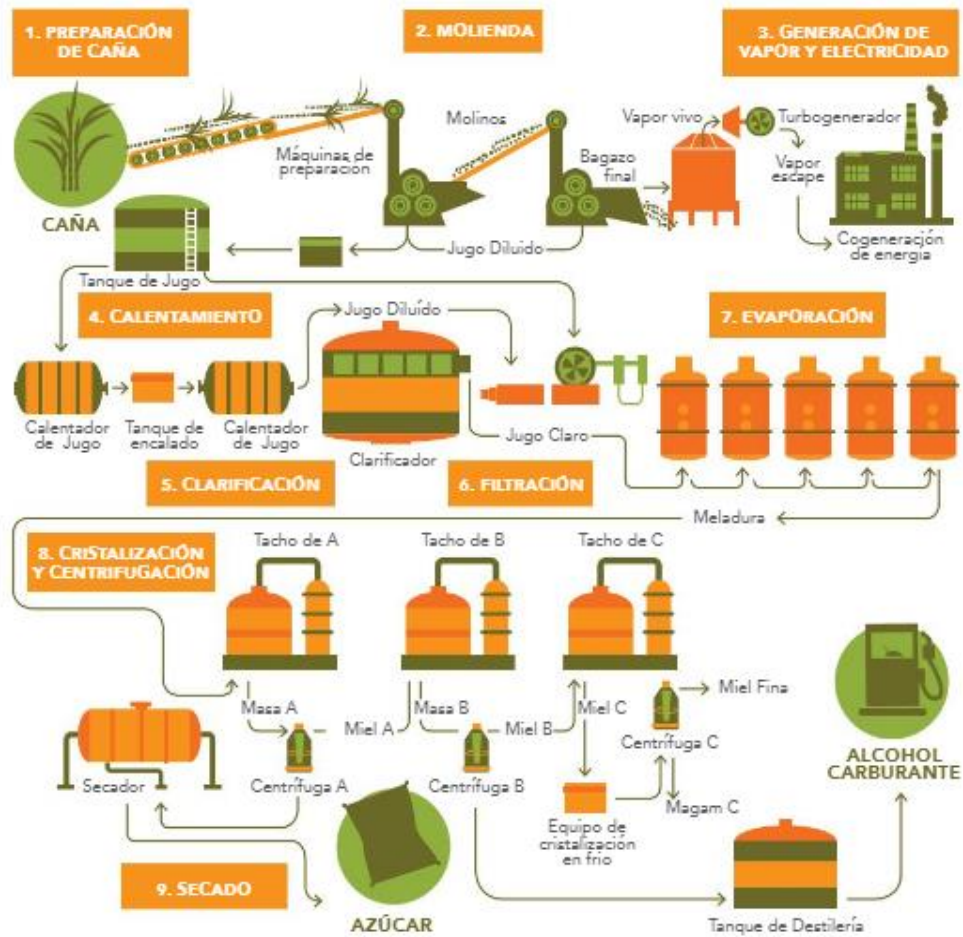 1. PREPARACIÓN
DE CAÑA
2. MOLIENDA
3. GENERACIÓN DE
VAPOR Y ELECTRICIDAD
Molinos
Vapor vivo
Turbogenerador
Máquinas de
preparación
Bagazo
final
Vapor
escape
CAÑA
Jugo Diluido
Cogeneración
de energia
Tanque de Jugo
4. CALENTAMIENTO
Jugo Diluído
7. EVAPORACIÓN
Calentador
de Jugo
Tanque de
encalado
Calentador
de Jugo
Clarificador
Jugo Claro
5. CLARIFICACIÓN
6. FILTRACIÓN
Meladura
8. CRISTALIZACIÓN
Y CENTRIFUGACIÓN
Tacho de A
Tacho de B
Tacho de C
Masa A
Miel A
Masa B
Miel B
Miel C
Miel Fina
Secador
Centrífuga A
Centrífuga B
Centrífuga C
Magam C
Equipo de
cristalización
en frio
ALCOHOL
CARBURANTE
9. SECADO
AZÚCAR
Tanque de Destilería